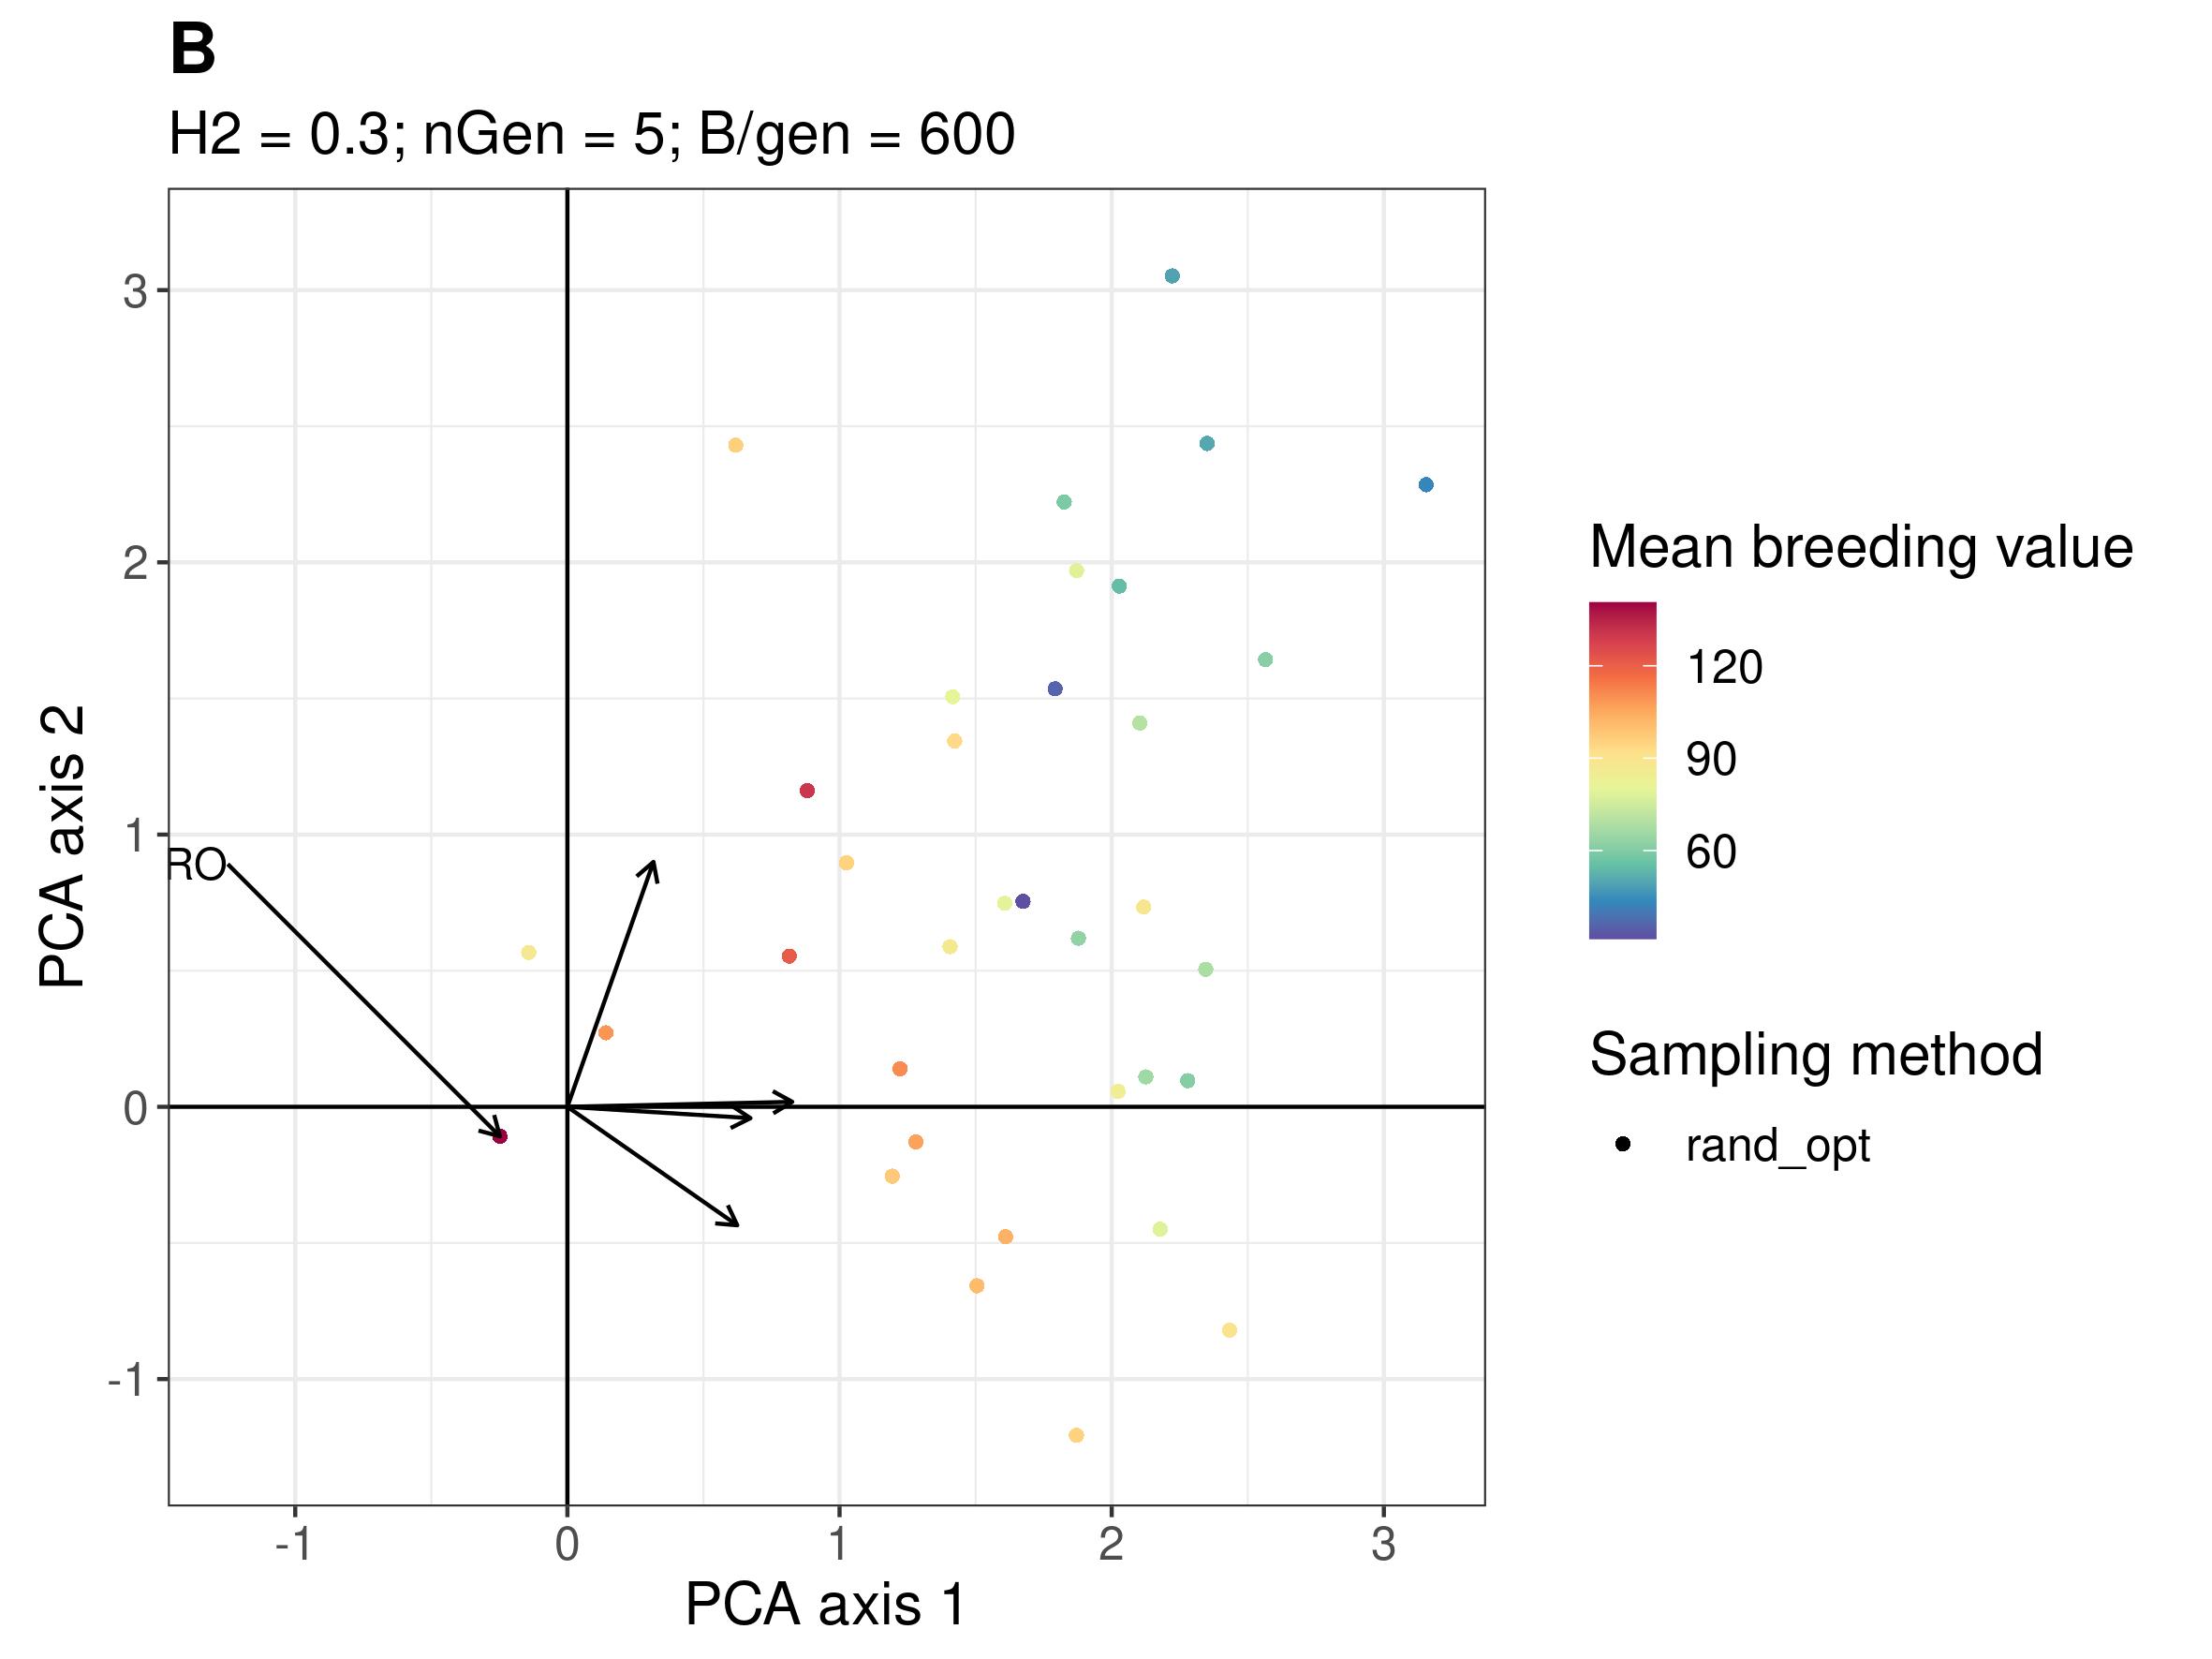 B
H2 = 0.3; nGen = 5; B/gen = 600
3
2
1
0
-1
PCA axis 2
RO
-1
0
1
2
3
PCA axis 1
Mean breeding value
120
90
60
Sampling method
rand_opt